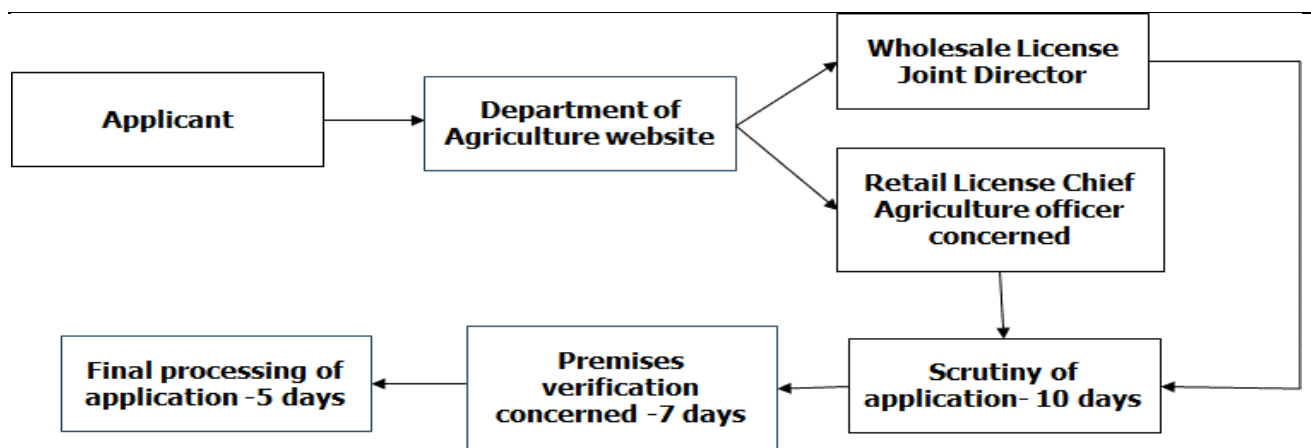 Applicant
Department of
Agriculture website
Wholesale License
Joint Director
Retail License Chief
Agriculture officer
concerned
Scrutiny of
application- 10 days
Premises
verification
concerned -7 days
Final processing of
application -5 days